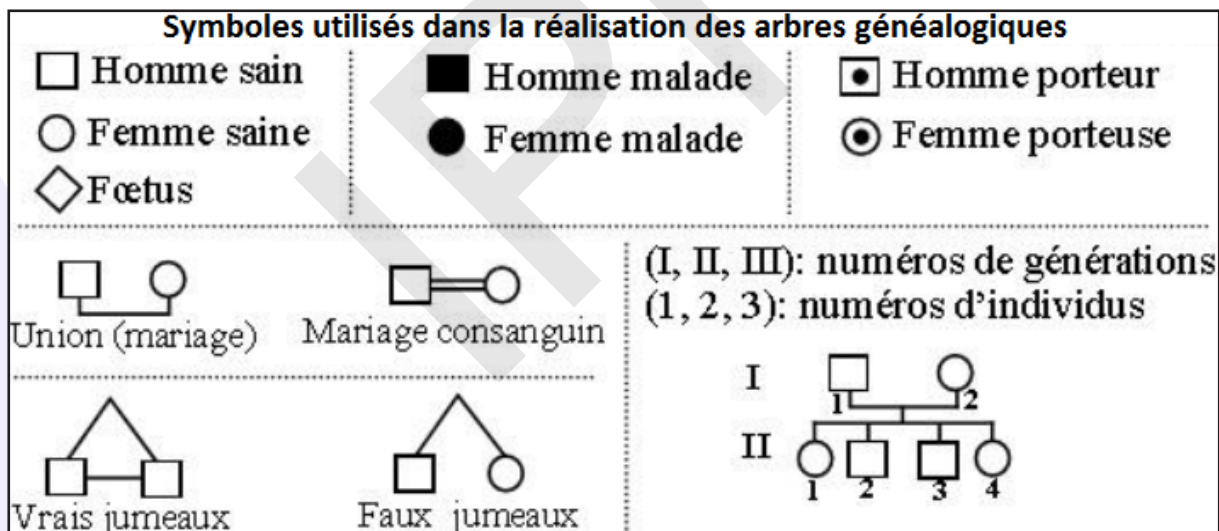 Symboles utilisés dans la réalisation des arbres généalogiques
Homme sain
Homme malade
Homme porteur
Femme saine
Femme malade
Femme porteuse
Fœtus
Union (mariage)
Mariage consanguin
(I, II, III): numéros de générations
(1, 2, 3): numéros d'individus
I
1 2
II
1 2 3 4
Vrais jumeaux
Faux jumeaux